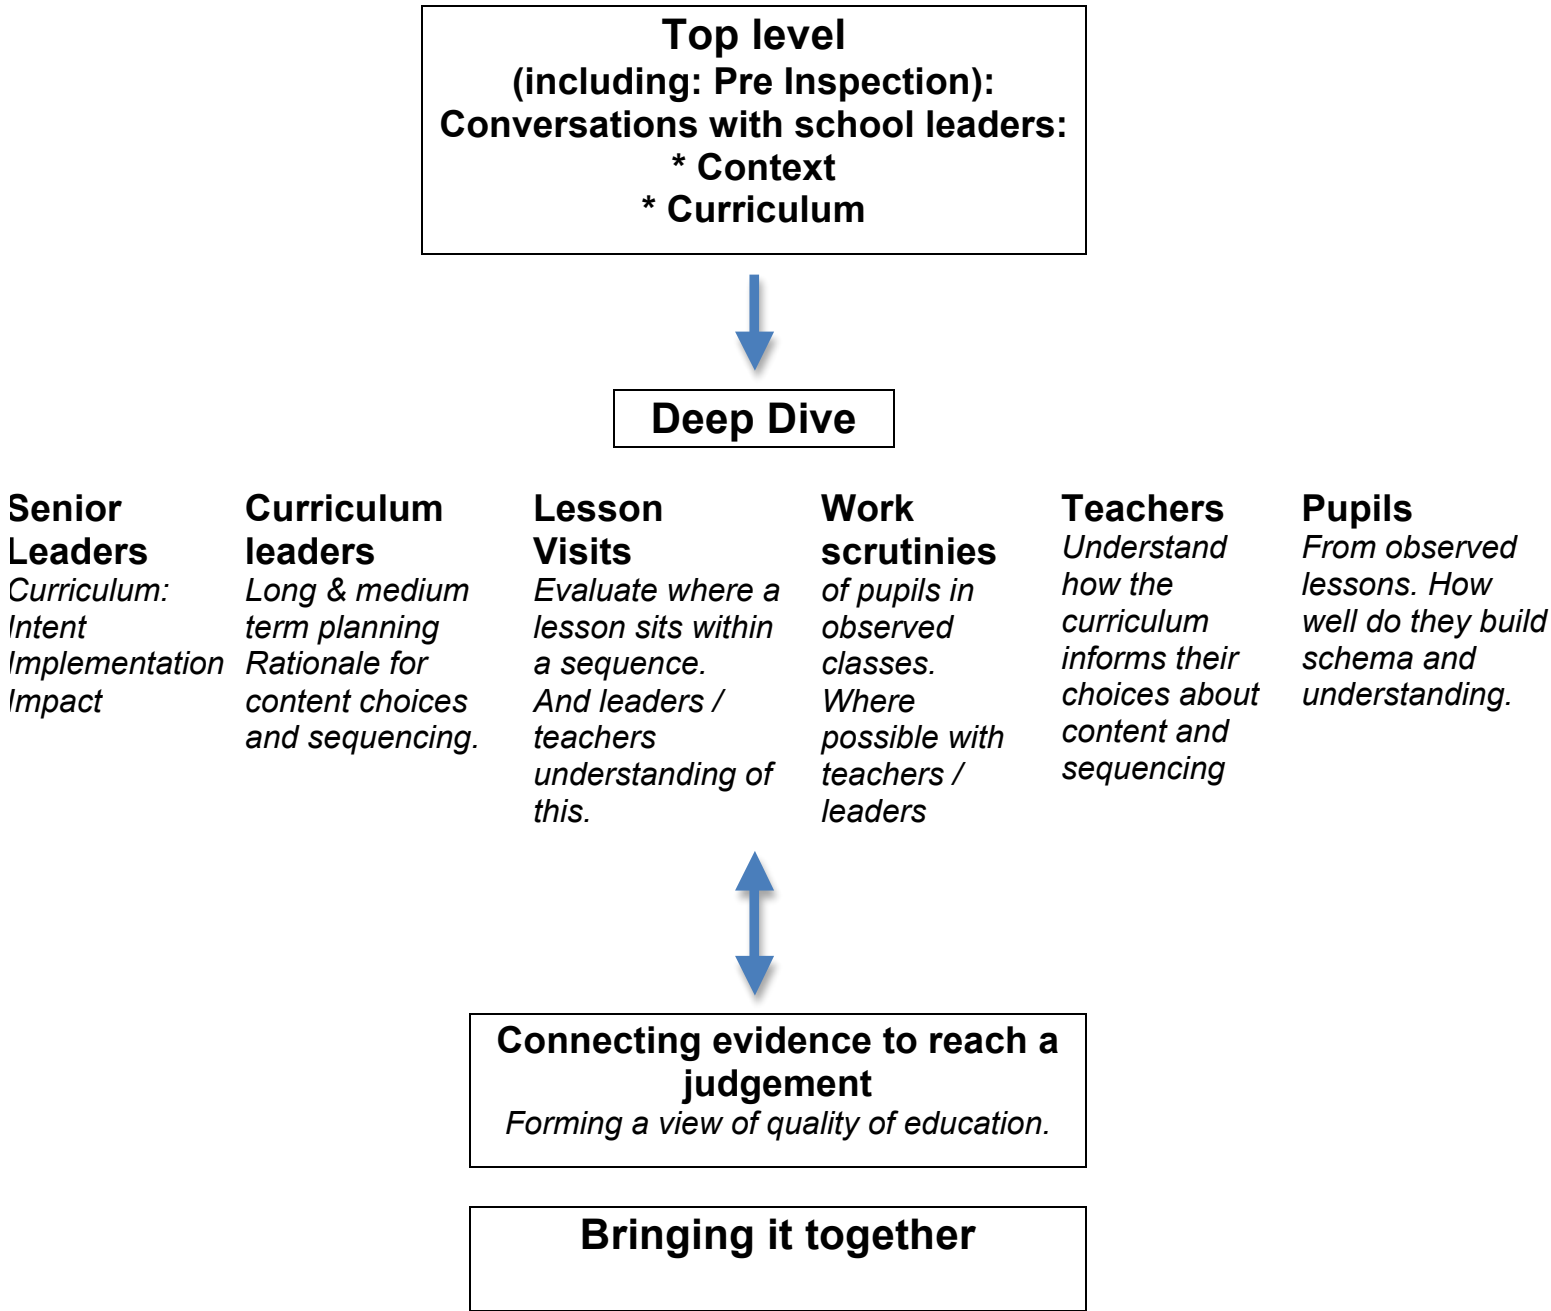 Top level
(including: Pre Inspection):
Conversations with school leaders:
* Context
* Curriculum
Deep Dive
Senior
Leaders
Curriculum:
Intent
Implementation
Impact
Curriculum
leaders
Long & medium
term planning
Rationale for
content choices
and sequencing.
Lesson
Visits
Evaluate where a
lesson sits within
a sequence.
And leaders /
teachers
understanding of
this.
Work
scrutinies
of pupils in
observed
classes.
Where
possible with
teachers /
leaders
Teachers
Understand
how the
curriculum
informs their
choices about
content and
sequencing
Pupils
From observed
lessons. How
well do they build
schema and
understanding.
Connecting evidence to reach a
judgement
Forming a view of quality of education.
Bringing it together